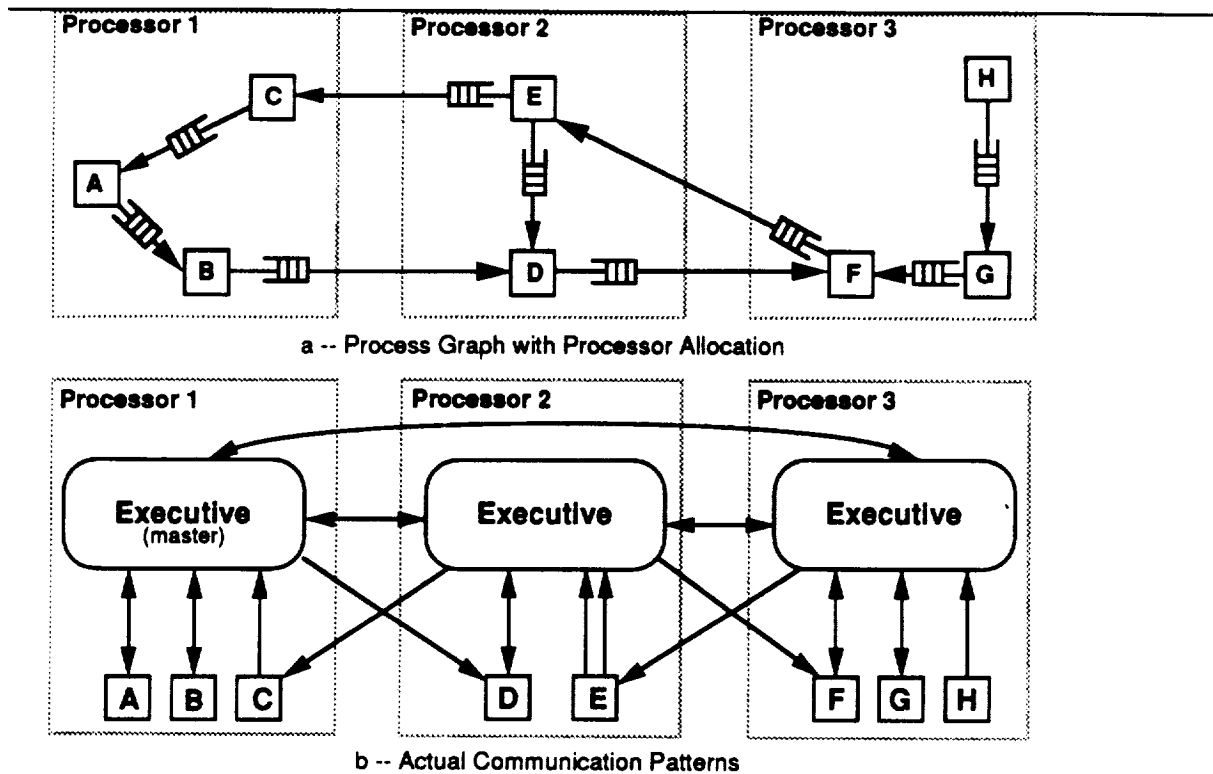 Processor 1
Processor 2
Processor 3
H
C
E
A
B
D
F
G
a -- Process Graph with Processor Allocation
Processor 1
Processor 2
Processor 3
Executive
(master)
Executive
Executive
A
B
C
D
E
F
G
H
b -- Actual Communication Patterns